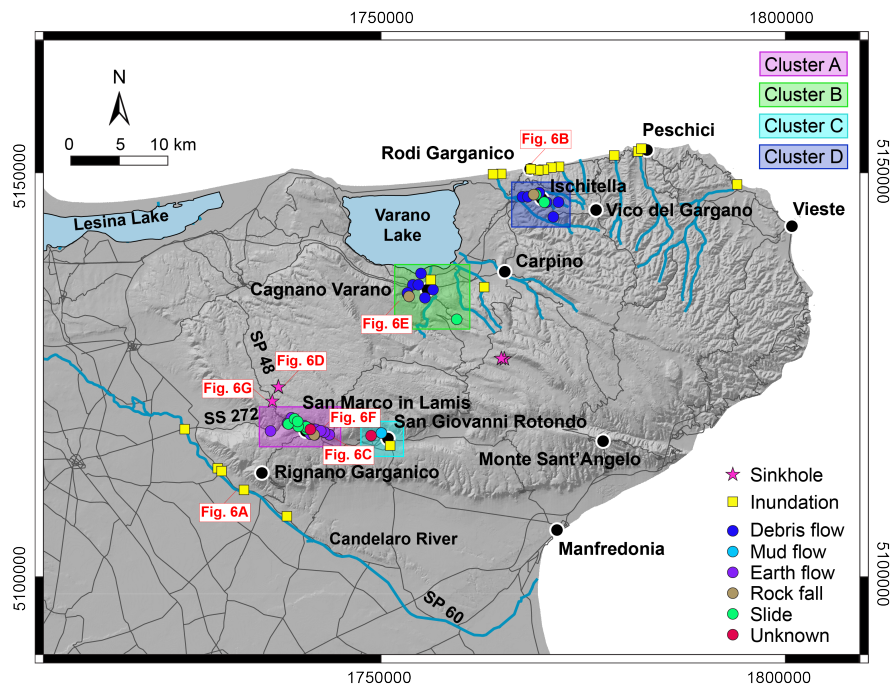 1750000
1800000
Cluster A
Cluster B
Cluster C
Cluster D
N
0 5 10 km
5150000
5150000
Fig. 6B
Peschici
Rodi Garganico
Ischitella
Vico del Gargano
Vieste
Lesina Lake
Varano
Lake
Carpino
Cagnano Varano
Fig. 6E
SP 48
Fig. 6D
Fig. 6G
San Marco in Lamis
SS 272
Fig. 6F
San Giovanni Rotondo
Fig. 6C
Monte Sant'Angelo
Rignano Garganico
Fig. 6A
Candelaro River
Manfredonia
SP 60
Sinkhole
Inundation
Debris flow
Mud flow
Earth flow
Rock fall
Slide
Unknown
5100000
5100000
1750000
1800000